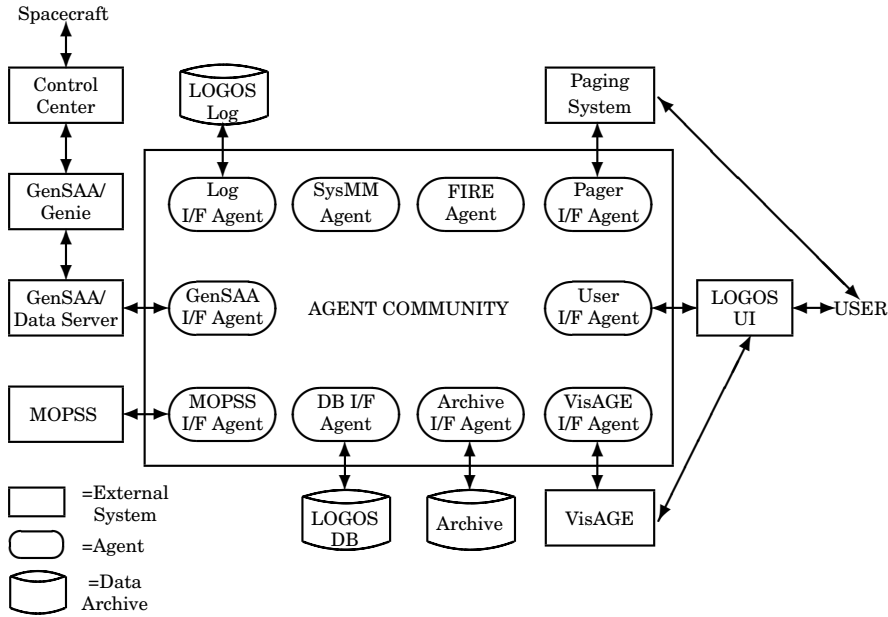 Spacecraft
Control
Center
LOGOS
Log
Paging
System
GenSAA/
Genie
Log
I/F Agent
SysMM
Agent
FIRE
Agent
Pager
I/F Agent
GenSAA/
Data Server
GenSAA
I/F Agent
AGENT COMMUNITY
User
I/F Agent
LOGOS
UI
USER
MOPSS
MOPSS
I/F Agent
DB I/F
Agent
Archive
I/F Agent
VisAGE
I/F Agent
LOGOS
DB
Archive
VisAGE
=External
System
=Agent
=Data
Archive